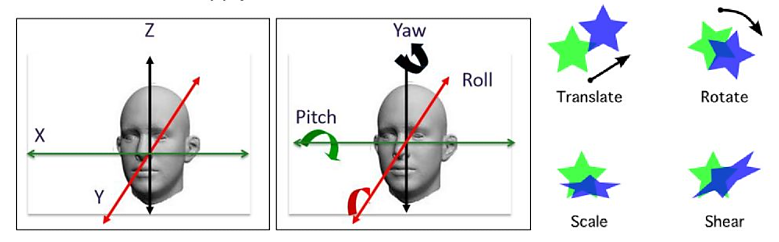 Z
X
Y
Yaw
Roll
Pitch
Translate
Rotate
Scale
Shear